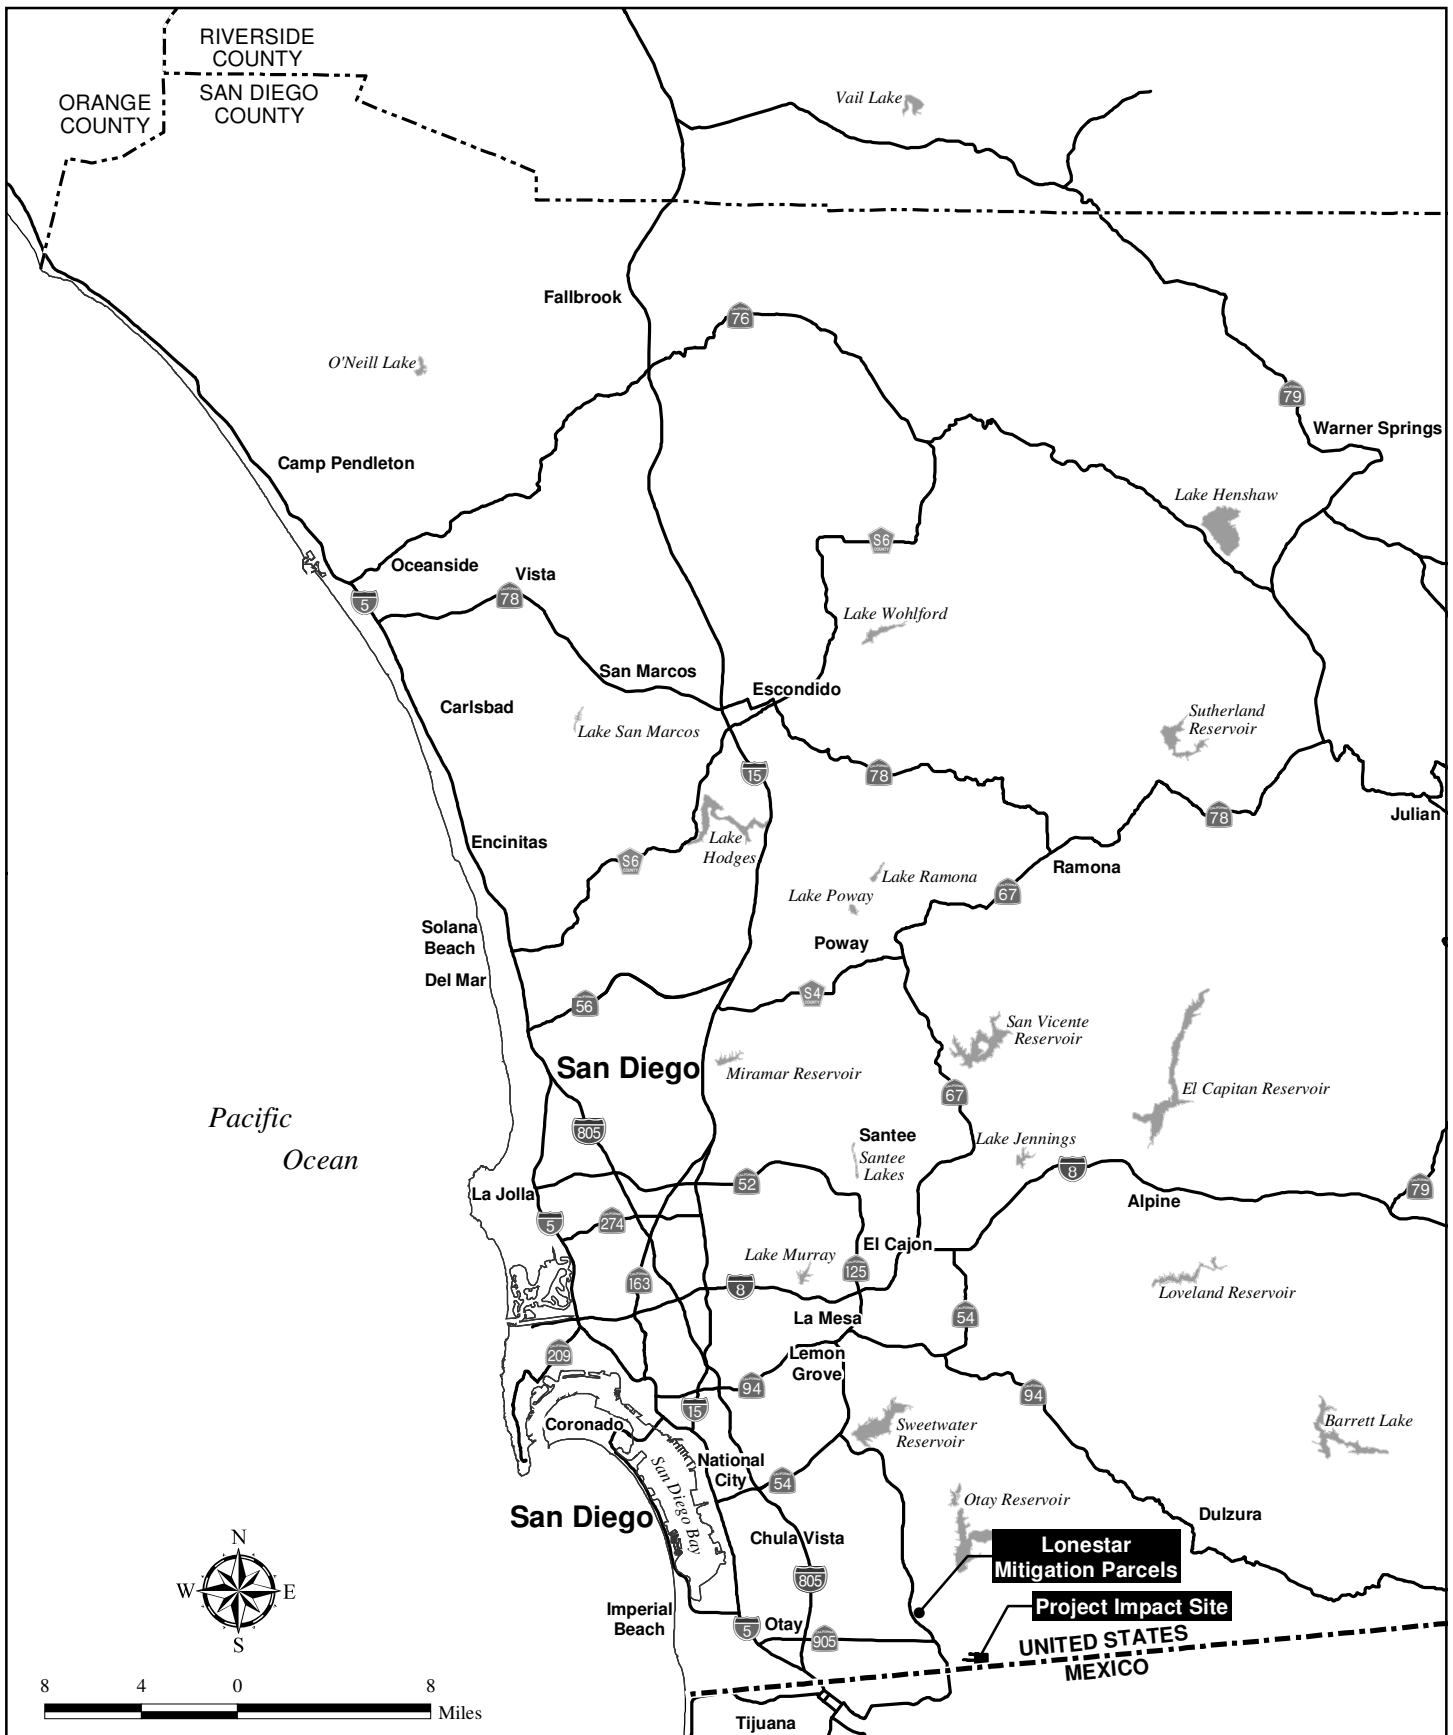 RIVERSIDE
COUNTY
ORANGE
COUNTY
SAN DIEGO
COUNTY
Vail Lake
Fallbrook
76
O'Neill Lake
79
Warner Springs
Camp Pendleton
Lake Henshaw
S6
COUNTY
Oceanside
Vista
5
78
Lake Wohlford
San Marcos
Escondido
Carlsbad
Lake San Marcos
Sutherland
Reservoir
15
78
78
Julian
Encinitas
Lake
Hodges
S6
COUNTY
Ramona
Lake Ramona
67
Lake Poway
Solana
Beach
Poway
Del Mar
S4
COUNTY
56
San Vicente
Reservoir
San Diego
Miramar Reservoir
El Capitan Reservoir
67
Pacific
Ocean
805
Santee
Santee
Lakes
Lake Jennings
8
La Jolla
52
Alpine
79
5
274
El Cajon
Lake Murray
125
163
8
Loveland Reservoir
La Mesa
54
Lemon
Grove
209
94
94
15
Coronado
Sweetwater
Reservoir
Barrett Lake
National
City
54
San Diego Bay
Otay Reservoir
San Diego
Dulzura
Chula Vista
Lonestar
Mitigation Parcels
805
N
W
E
S
Imperial
Beach
Project Impact Site
5
Otay
905
UNITED STATES
MEXICO
8
4
0
8
Miles
Tijuana